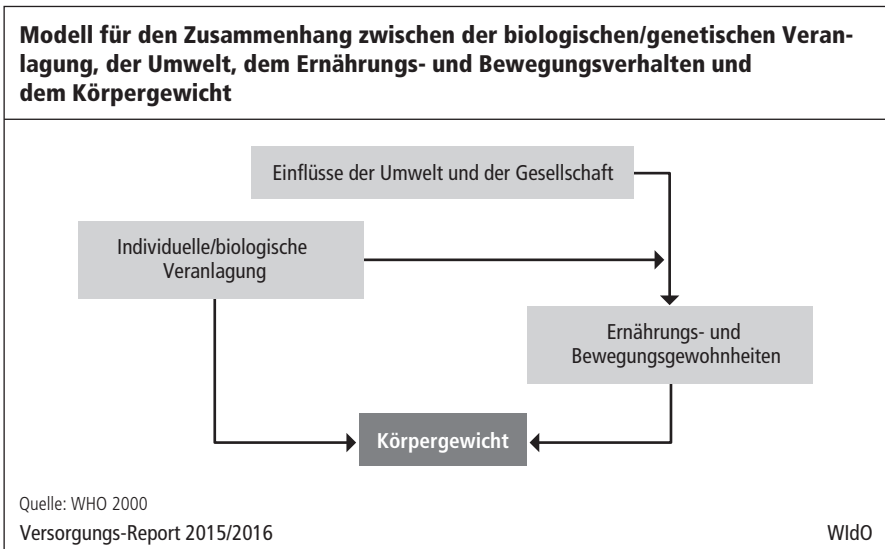 Modell für den Zusammenhang zwischen der biologischen/genetischen Veran-
lagung, der Umwelt, dem Ernährungs- und Bewegungsverhalten und
dem Körpergewicht
Einflüsse der Umwelt und der Gesellschaft
Individuelle/biologische
Veranlagung
Ernährungs- und
Bewegungsgewohnheiten
Körpergewicht
Quelle: WHO 2000
Versorgungs-Report 2015/2016
WIdO